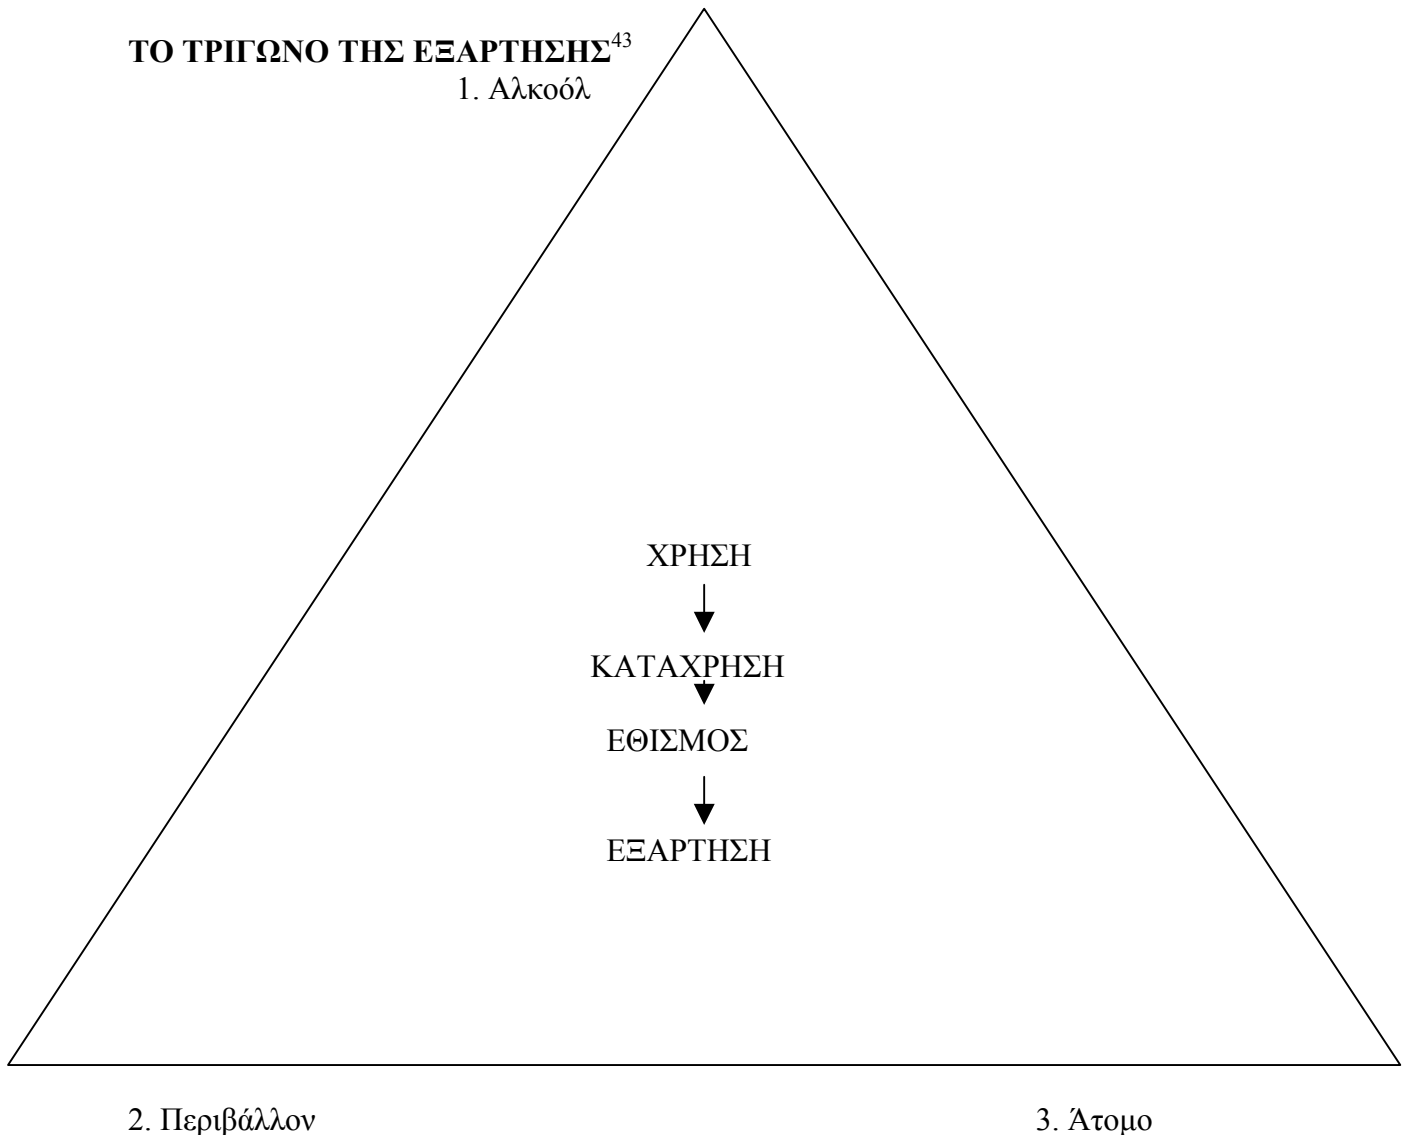 ΤΟ ΤΡΙΓΩΝΟ ΤΗΣ ΕΞΑΡΤΗΣΗΣ43
1. Αλκοόλ
ΧΡΗΣΗ
ΚΑΤΑΧΡΗΣΗ
ΕΘΙΣΜΟΣ
ΕΞΑΡΤΗΣΗ
2. Περιβάλλον
3. Άτομο